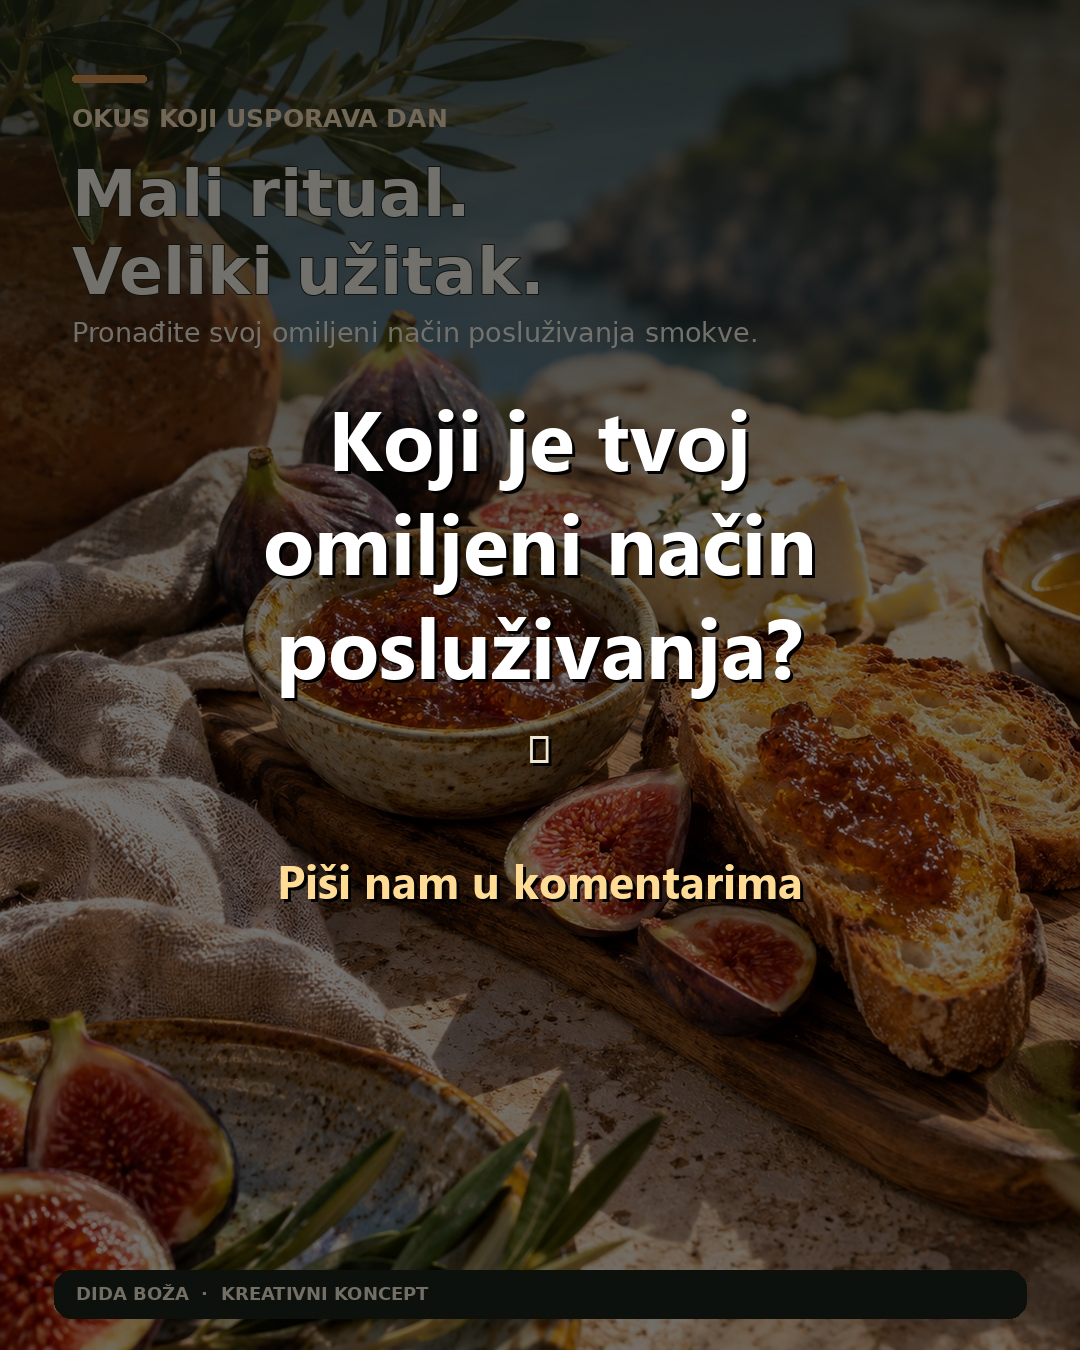 OKUS KOJI USPORAVA DAN
Mali ritual.
Veliki užitak.
Pronađite svoj omiljeni način posluživanja smokve.
Koji je tvoj
omiljeni način
posluživanja?
Piši nam u komentarima
DIDA BOŽA · KREATIVNI KONCEPT